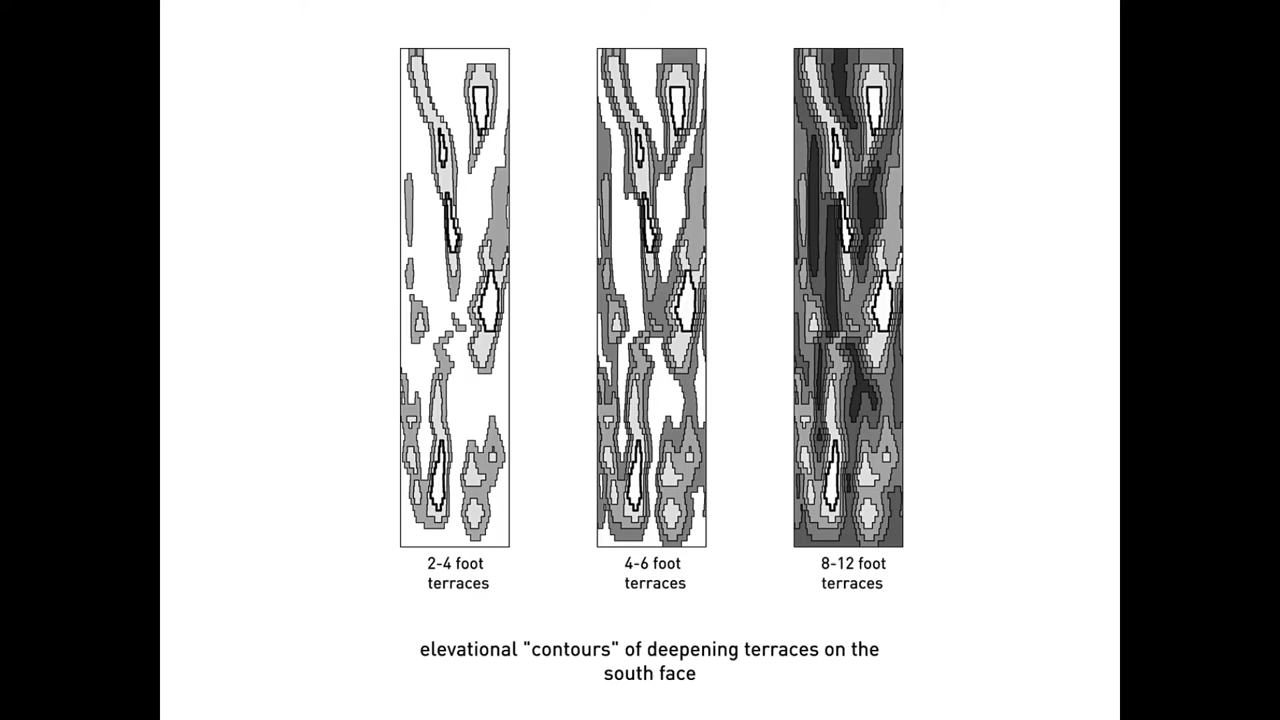 2-4 foot
terraces
4-6 foot
terraces
8-12 foot
terraces
elevational "contours" of deepening terraces on the
south face